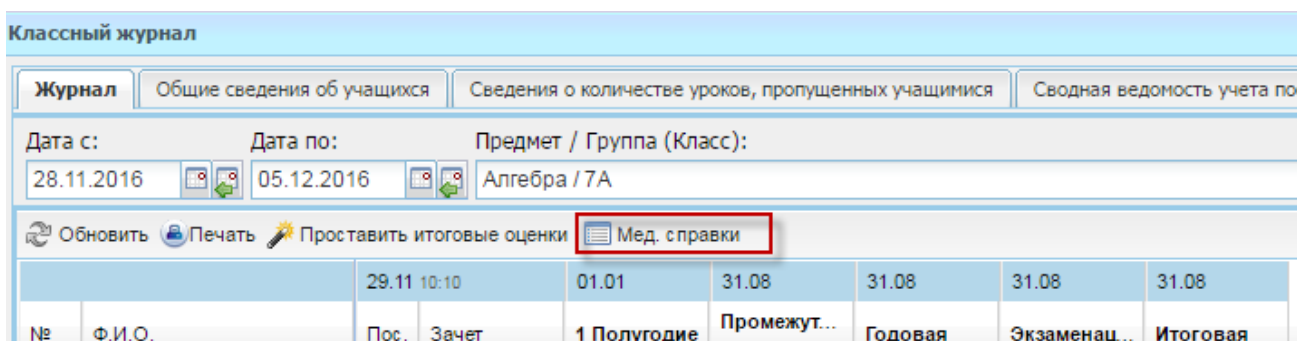 Классный журнал
Журнал Общие сведения об учащихся Сведения о количестве уроков, пропущенных учащимися Сводная ведомость учета по
Дата с: Дата по: Предмет / Группа (Класс):
28.11.2016 05.12.2016 Алгебра / 7А
Обновить Печать Проставить итоговые оценки Мед. справки
29.11 10:10 01.01 31.08 31.08 31.08 31.08
№ Ф.И.О. Пос. Зачет 1 Полугодие Промежут... Годовая Экзаменац... Итоговая